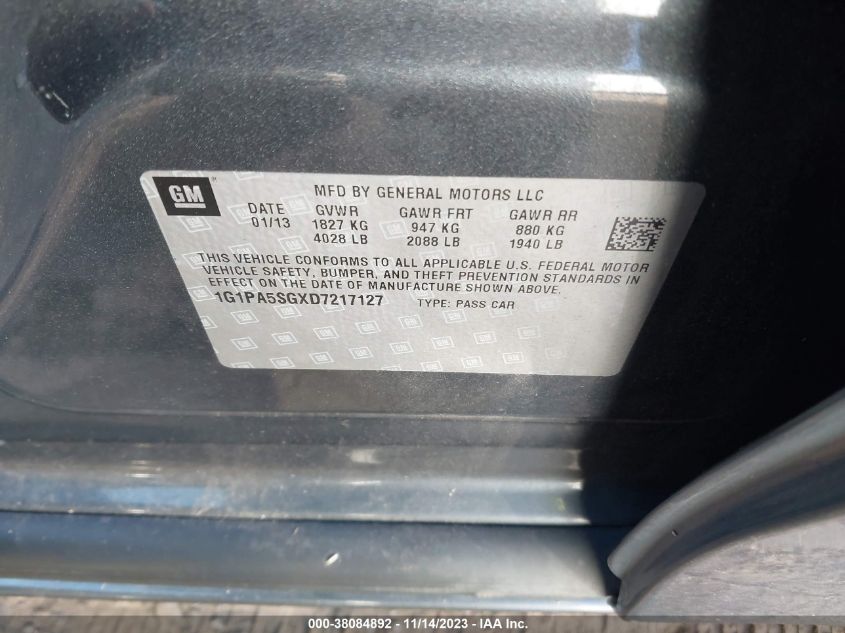 GM
MFD BY GENERAL MOTORS LLC
DATE GVWR GAWR FRT GAWR RR
01/13 1827 KG 947 KG 880 KG
4028 LB 2088 LB 1940 LB
THIS VEHICLE CONFORMS TO ALL APPLICABLE U.S. FEDERAL MOTOR
VEHICLE SAFETY, BUMPER, AND THEFT PREVENTION STANDARDS IN
EFFECT ON THE DATE OF MANUFACTURE SHOWN ABOVE.
1G1PA5SGXD7217127 TYPE: PASS CAR
000-38084892 - 11/14/2023 - IAA Inc.